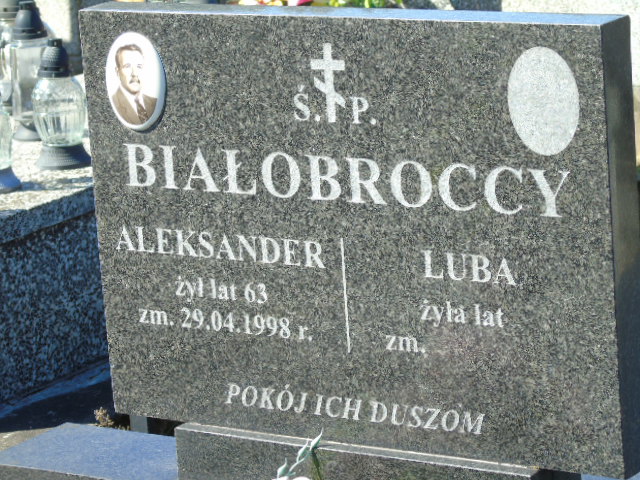 Ś. P.
BIAŁOBROCCY
ALEKSANDER
żył lat 63
zm. 29.04.1998 r.
LUBA
żyła lat
zm.
POKÓJ ICH DUSZOM